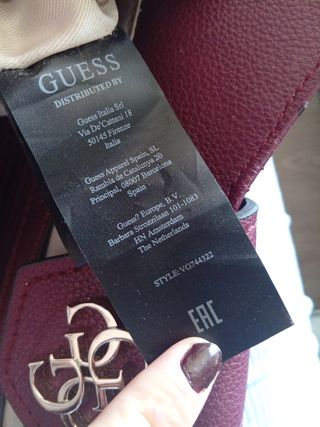 GUESS
DISTRIBUTED BY
Guess Italia Srl
Via De'Cattani 18
50145 Firenze
Italia
Guess Apparel Spain, SL
Rambla de Catalunya 20
Principal, 08007 Barcelona
Spain
Guess? Europe, B.V.
Barbara Strozzilaan 101-1083
HN Amsterdam
The Netherlands
STYLE:VG744322
EAC